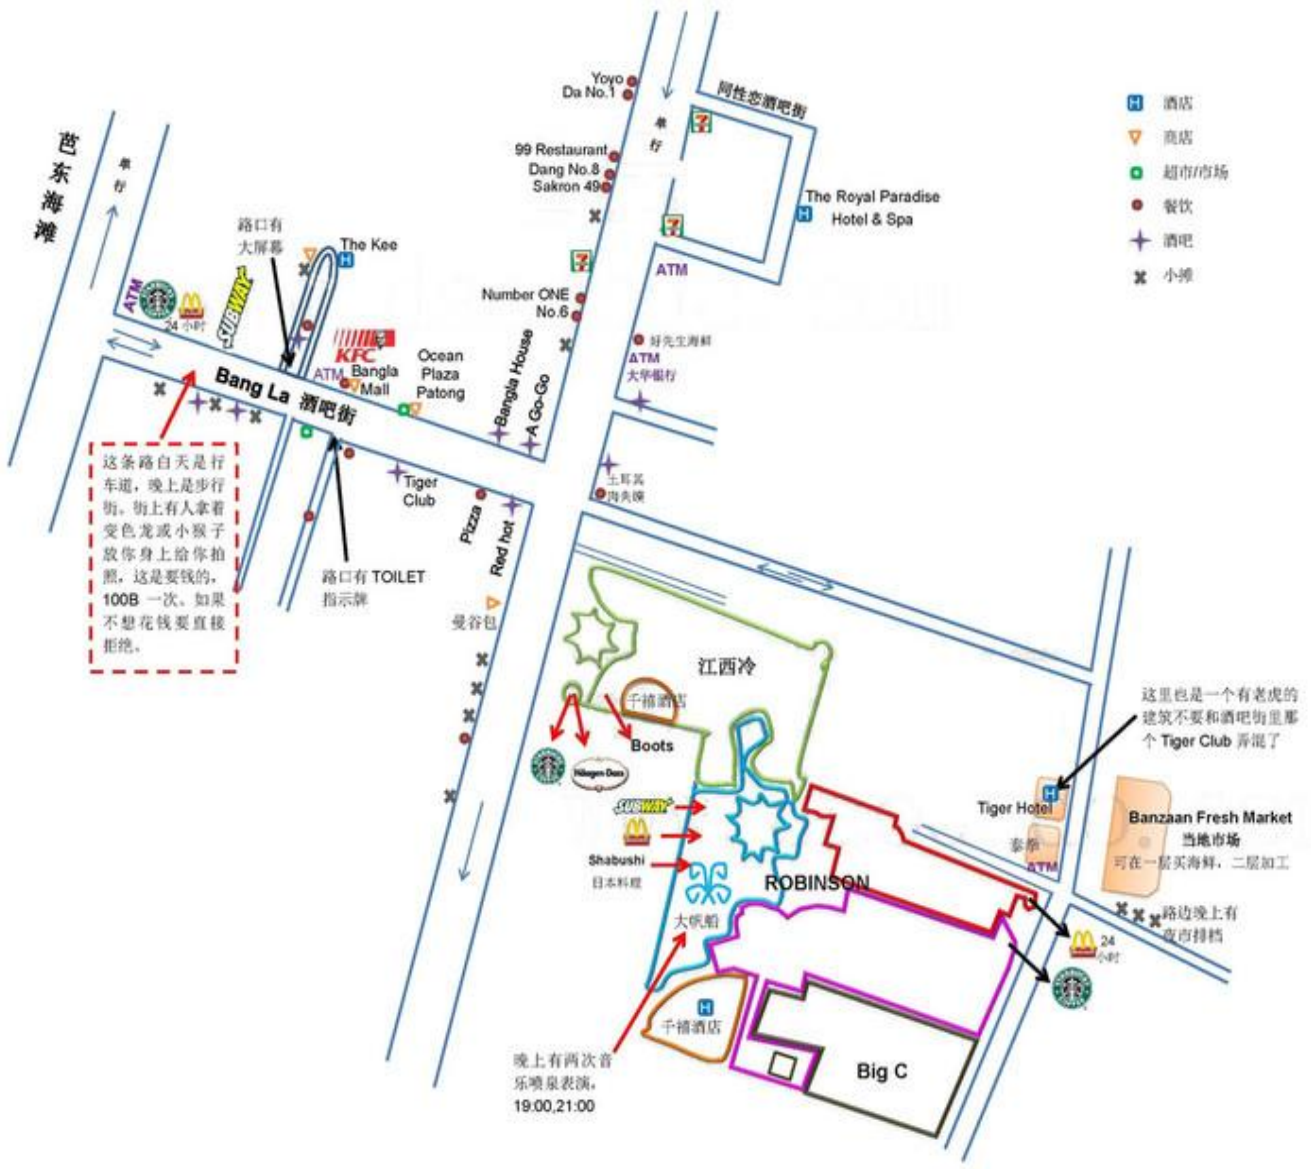 芭东海滩
单行
ATM
24 小时
SUBWAY
路口有
大屏幕
The Kee
KFC
ATM
Bangla
Mall
Ocean
Plaza
Patong
Bang La 酒吧街
Bangla House
A Go-Go
Tiger
Club
Pizza
Red hot
路口有 TOILET
指示牌
这条路白天是行
车道,晚上是步行
街。街上有人拿着
变色龙或小猴子
放你身上给你拍
照,这是要钱的,
100B 一次。如果
不想花钱要直接
拒绝。
Yoyo
Da No.1
99 Restaurant
Dang No.8
Sakron 49
Number ONE
No.6
单行
7
7
7
同性恋酒吧街
The Royal Paradise
Hotel & Spa
ATM
好先生海鲜
ATM
大华银行
土耳其
曼谷包
酒店
商店
超市/市场
餐饮
酒吧
小摊
江西冷
千禧酒店
Boots
Häagen-Dazs
SUBWAY
Shabushi
日本料理
大帆船
ROBINSON
千禧酒店
Big C
晚上有两次音
乐喷泉表演,
19:00,21:00
这里也是一个有老虎的
建筑不要和酒吧街里那
个 Tiger Club 弄混了
Tiger Hotel
泰拳
ATM
Banzaan Fresh Market
当地市场
可在一层买海鲜,二层加工
路边晚上有
夜市排档
24
小时